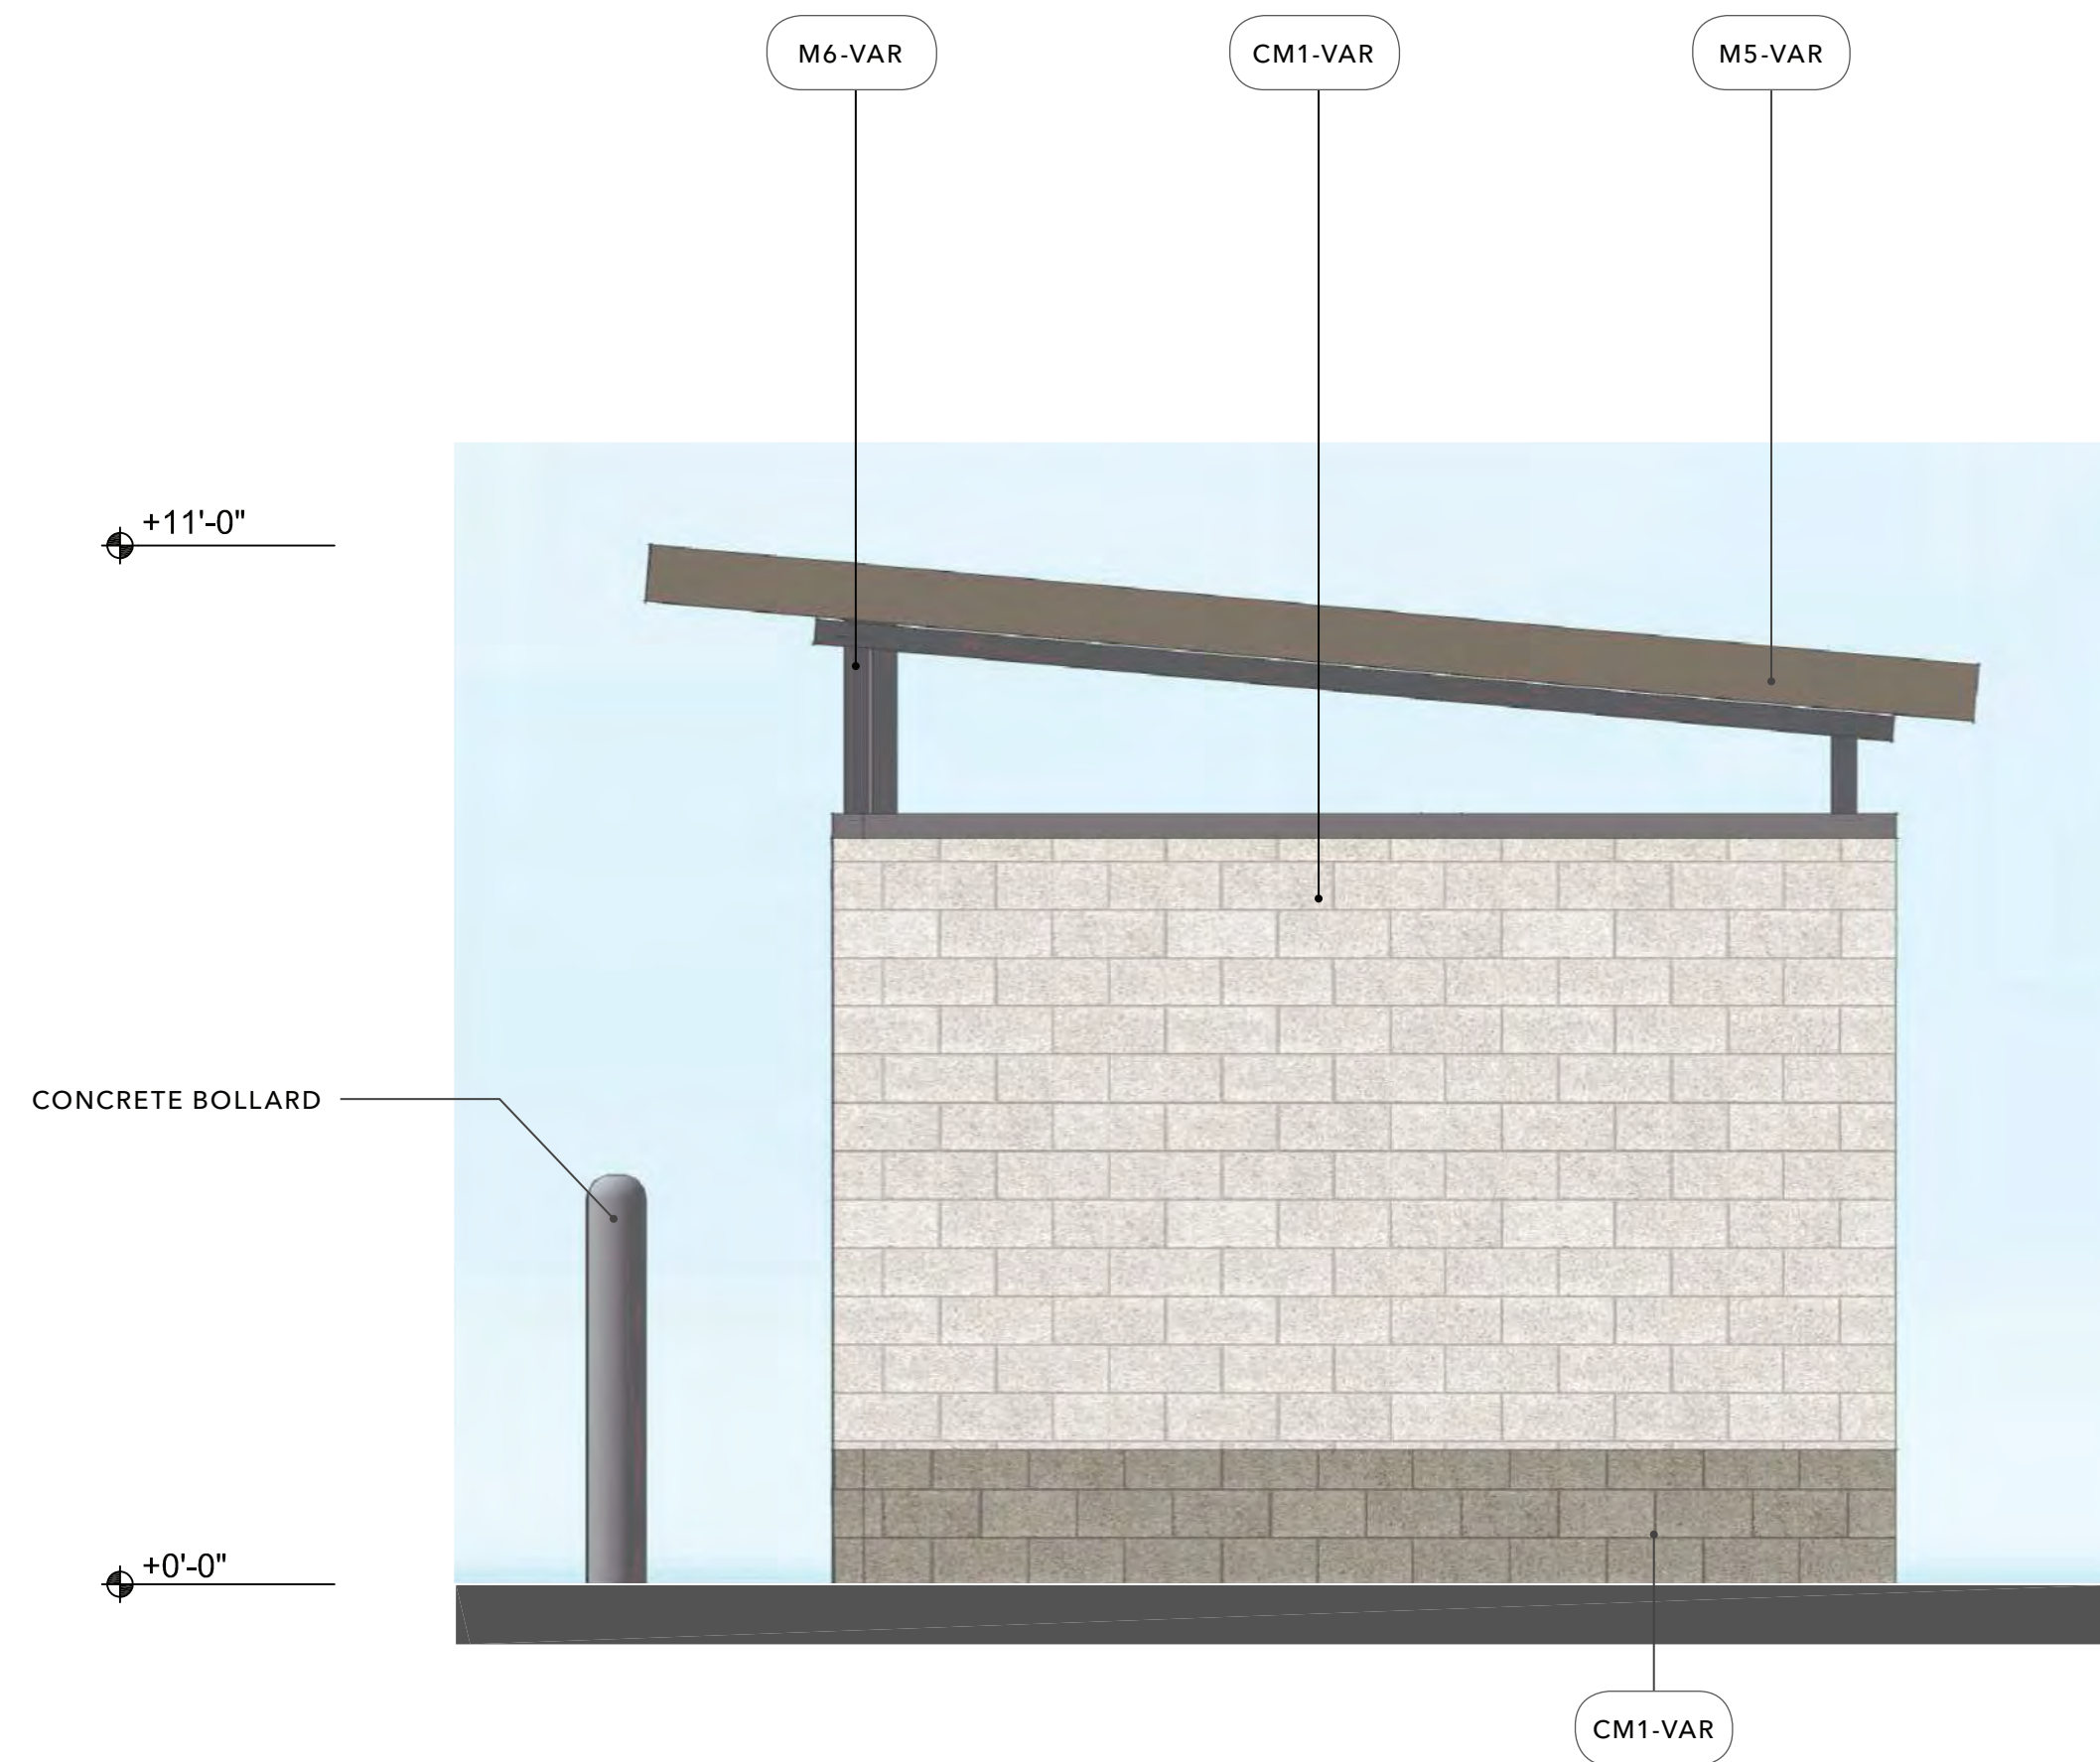 M6-VAR
CM1-VAR
M5-VAR
+11'-0"
CONCRETE BOLLARD
+0'-0"
CM1-VAR